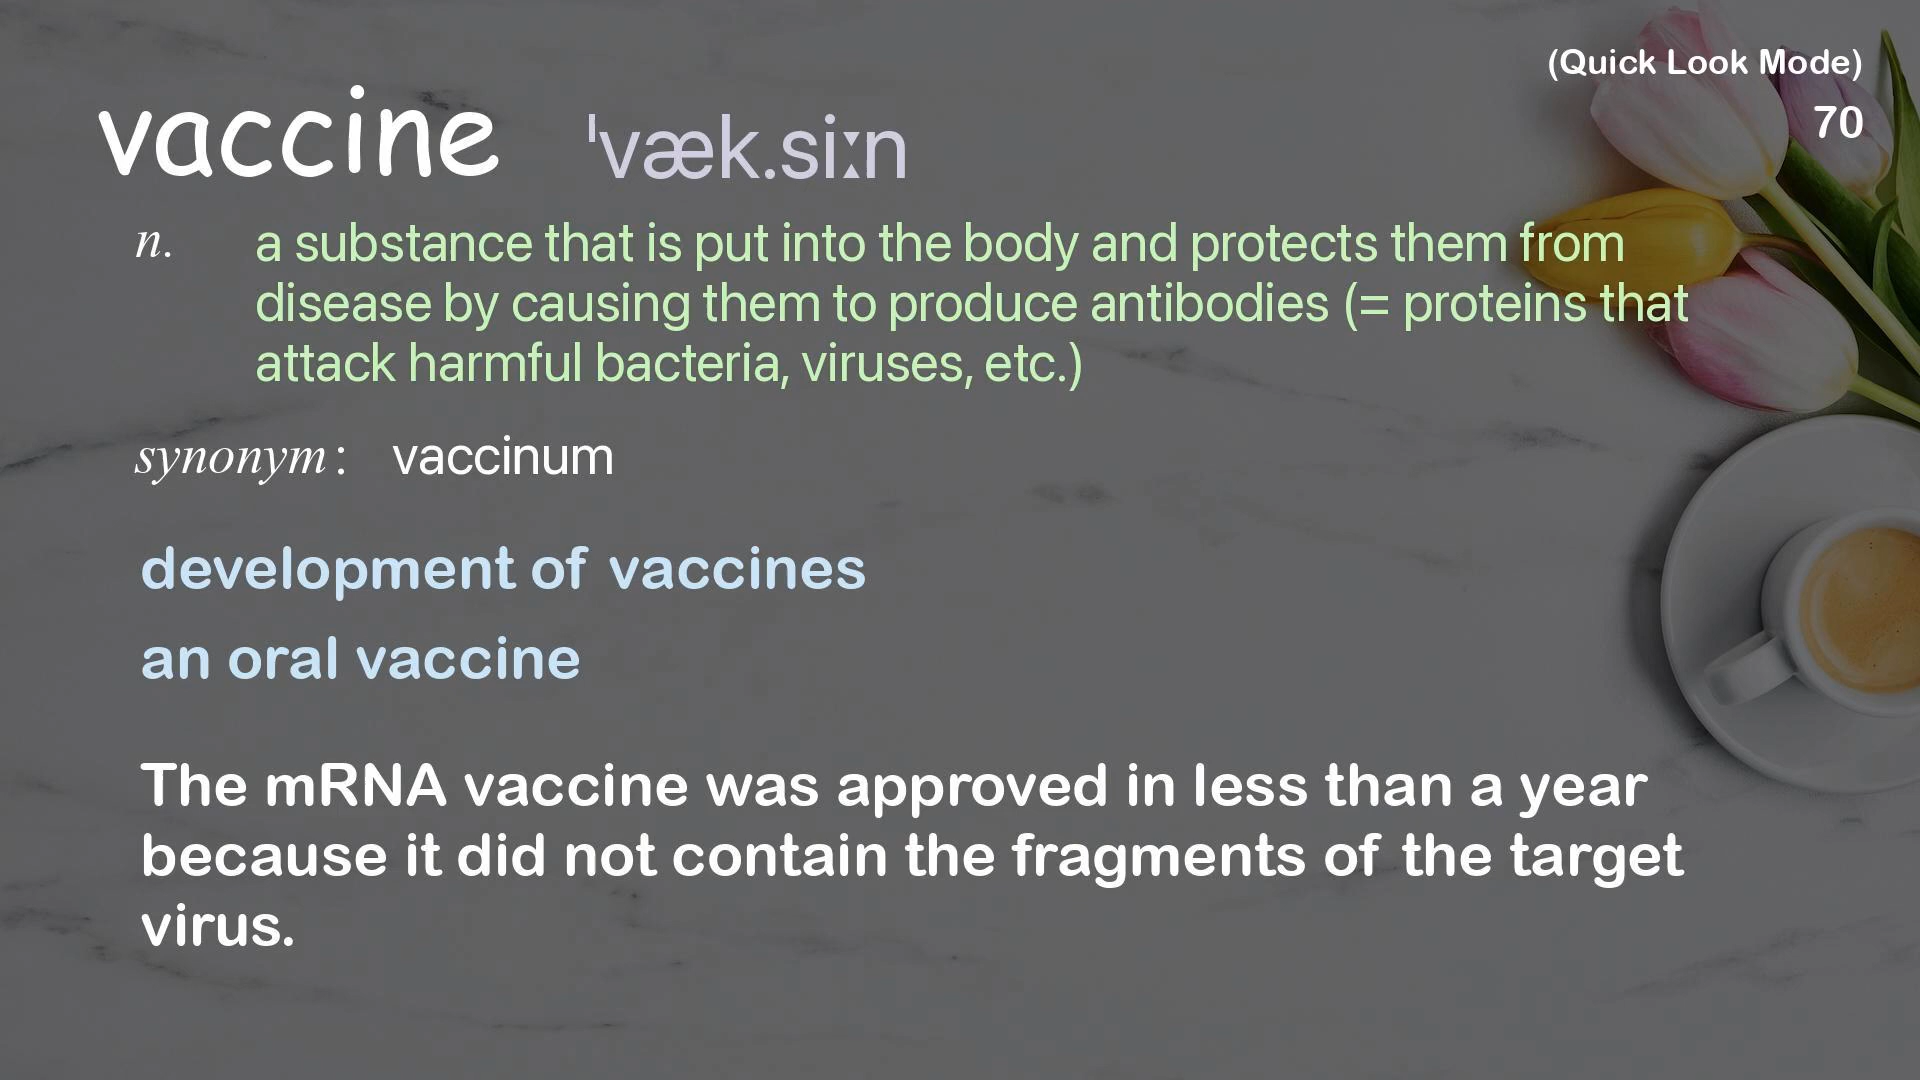 (Quick Look Mode)
70
vaccine ˈvæk.siːn
n. a substance that is put into the body and protects them from
disease by causing them to produce antibodies (= proteins that
attack harmful bacteria, viruses, etc.)
synonym: vaccinum
development of vaccines
an oral vaccine
The mRNA vaccine was approved in less than a year
because it did not contain the fragments of the target
virus.